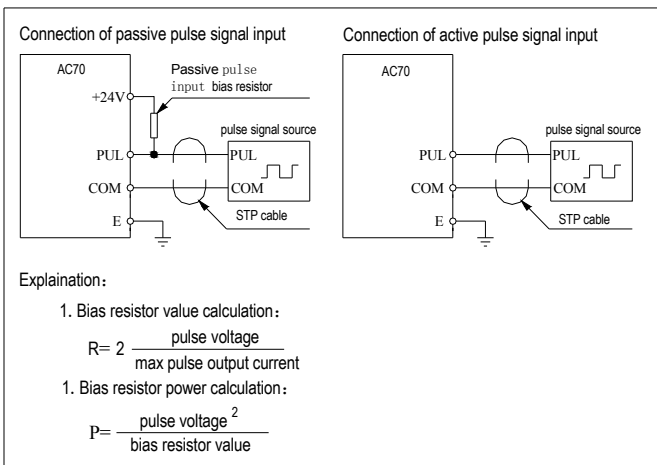 Connection of passive pulse signal input
AC70
+24V
Passive pulse
input bias resistor
pulse signal source
PUL
PUL
COM
COM
E
STP cable
Connection of active pulse signal input
AC70
pulse signal source
PUL
PUL
COM
COM
E
STP cable
Explaination：
1. Bias resistor value calculation：
R= 2 pulse voltage
max pulse output current
1. Bias resistor power calculation：
P= pulse voltage 2
bias resistor value